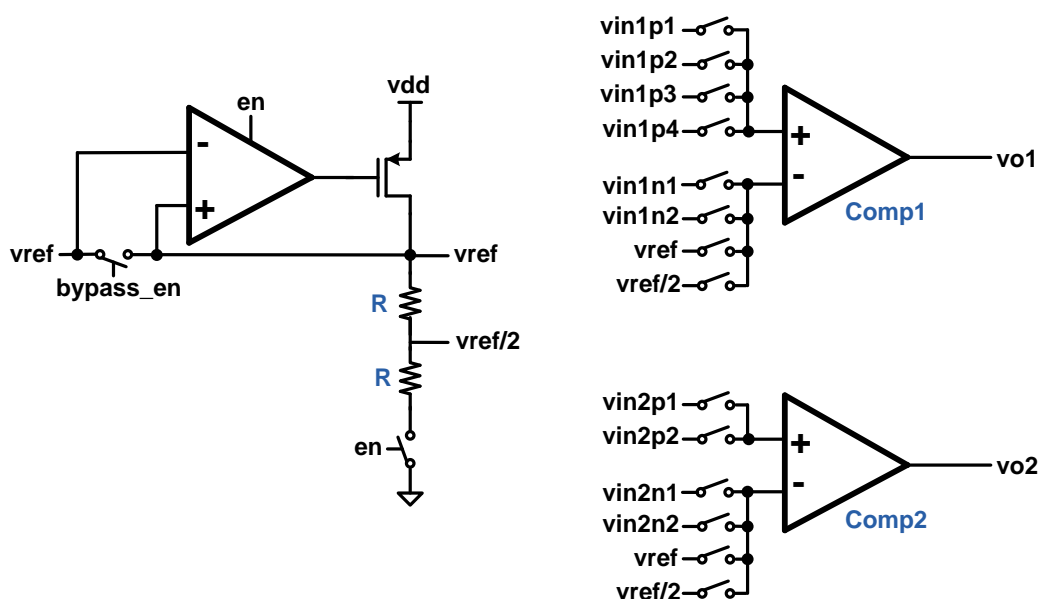 vin1p1
vin1p2
vin1p3
vin1p4
+
-
vo1
vin1n1
vin1n2
vref
vref/2
Comp1
vdd
en
-
+
vref
bypass_en
vref
R
vref/2
R
en
vin2p1
vin2p2
+
-
vo2
vin2n1
vin2n2
vref
vref/2
Comp2